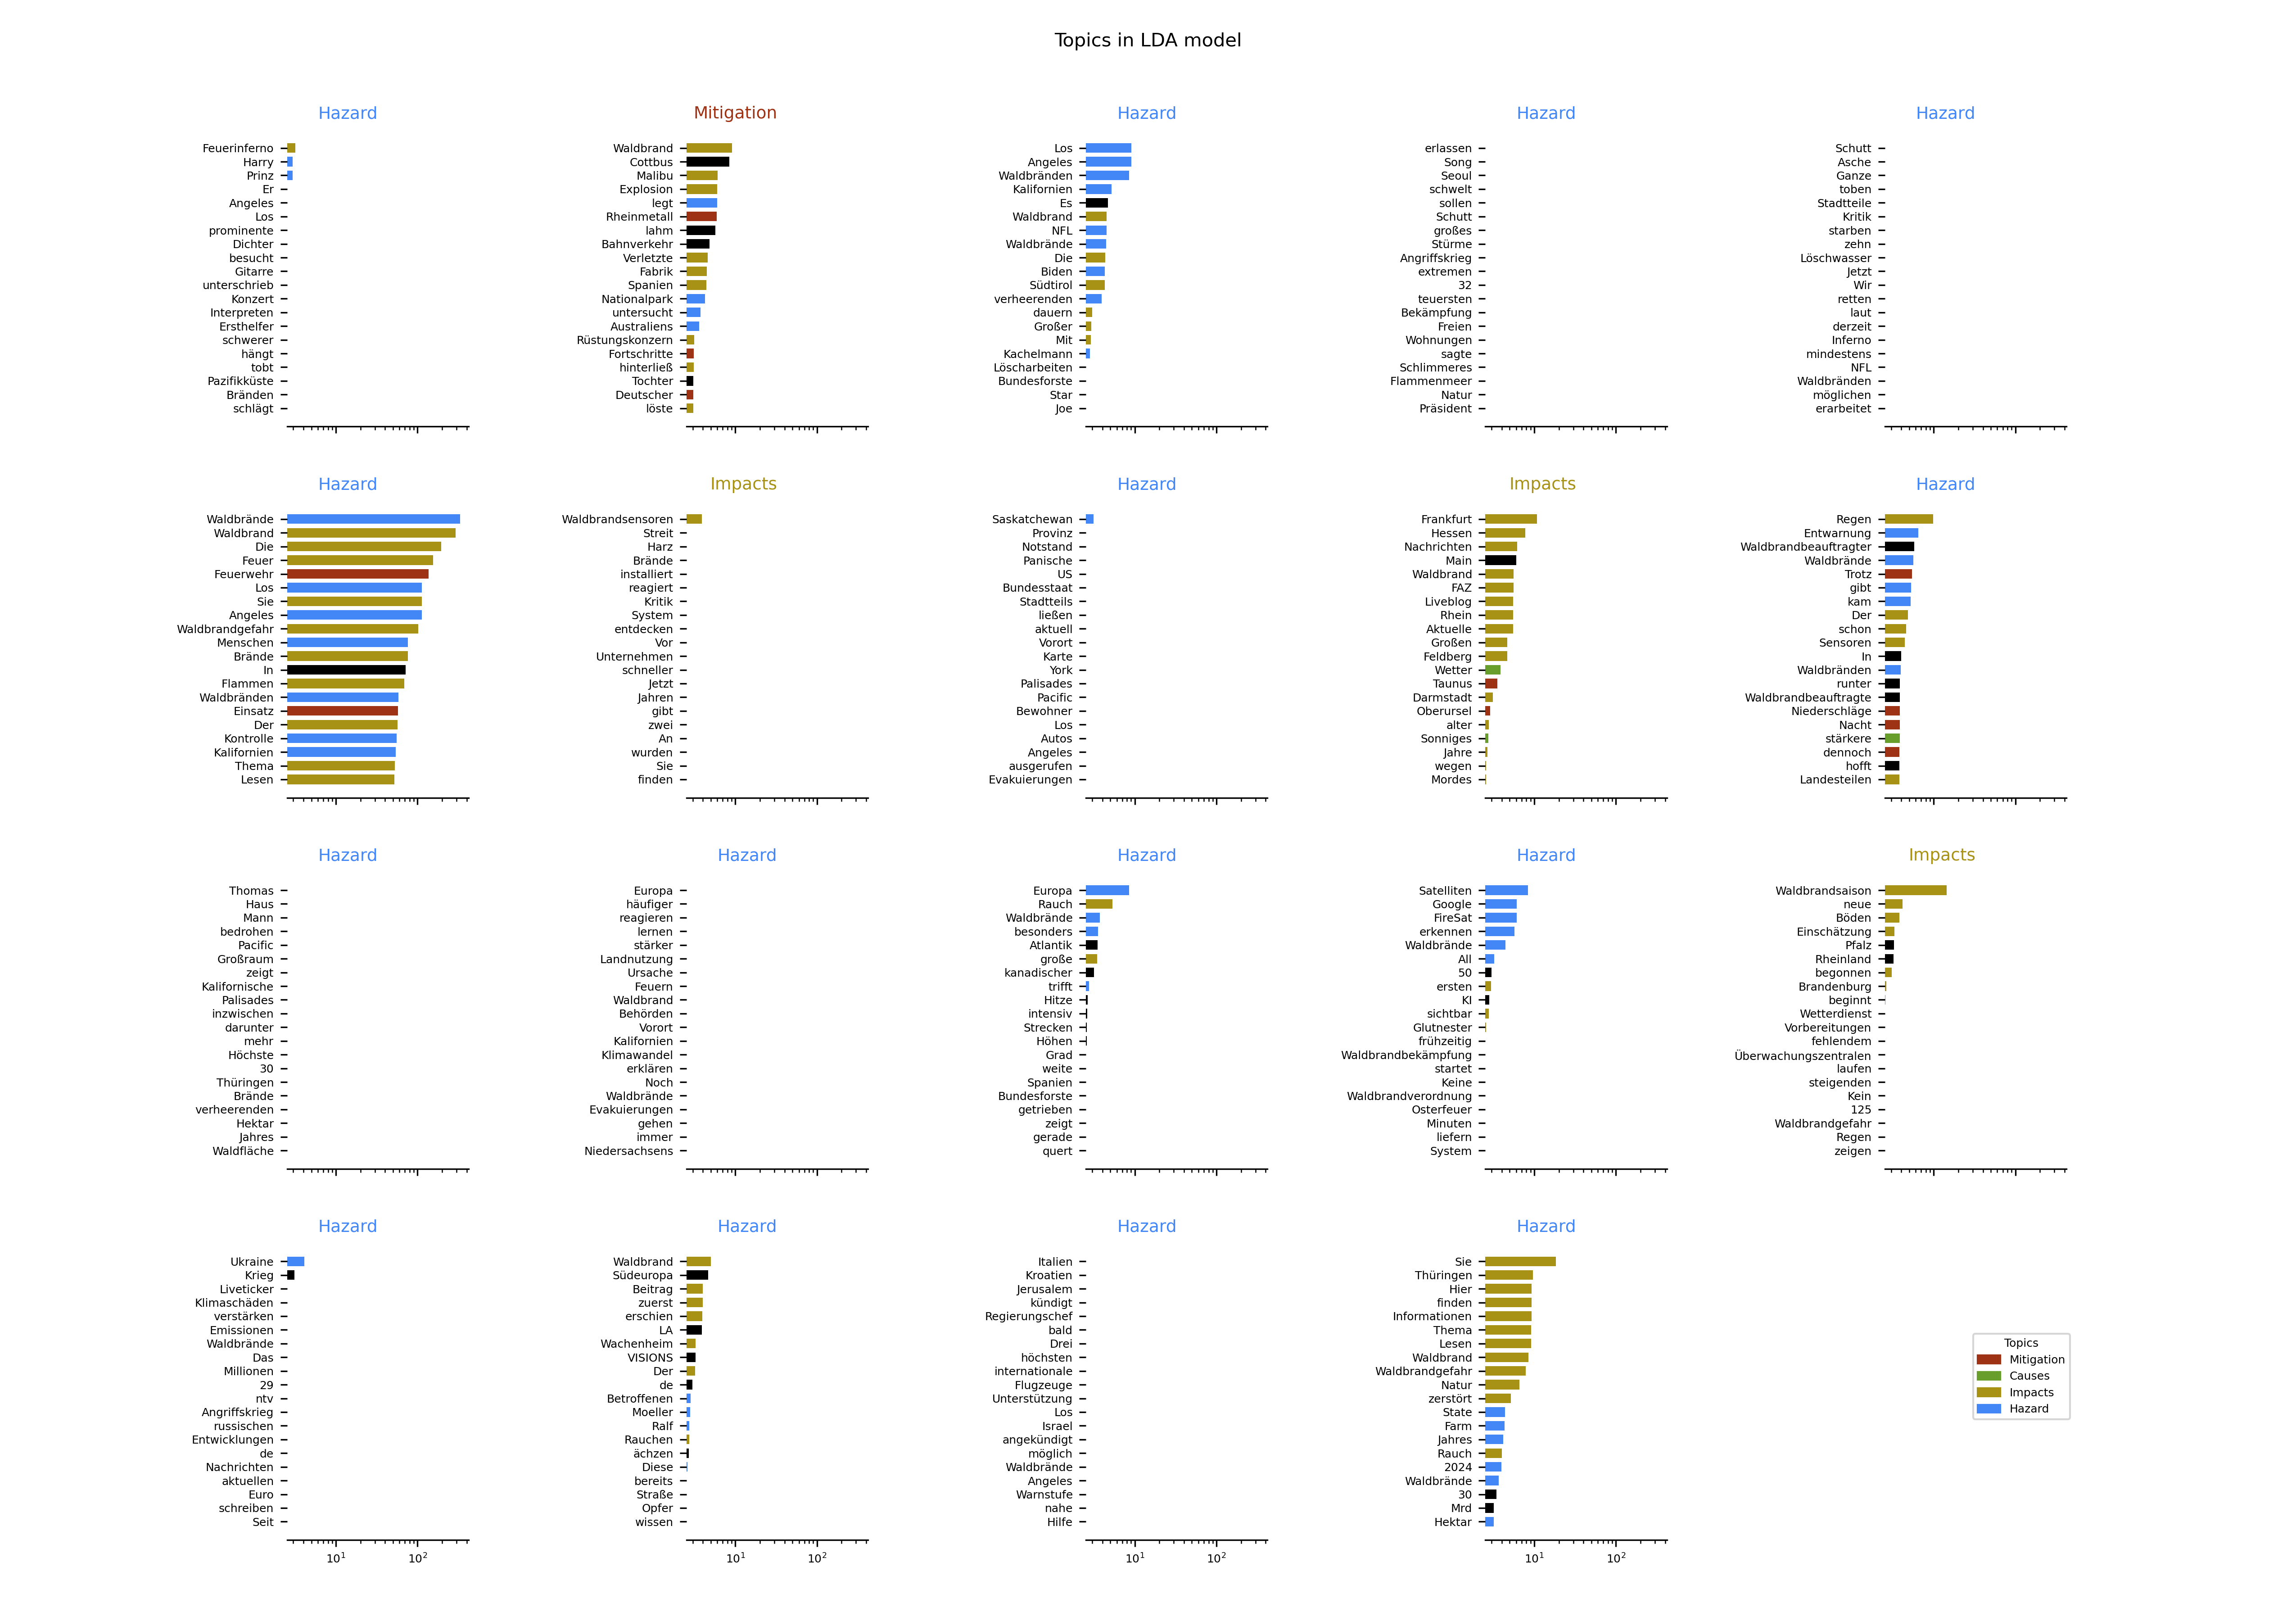 Topics in LDA model
Hazard
Feuerinferno
Harry
Prinz
Er
Angeles
Los
prominente
Dichter
besucht
Gitarre
unterschrieb
Konzert
Interpreten
Ersthelfer
schwerer
hängt
tobt
Pazifikküste
Bränden
schlägt
Mitigation
Waldbrand
Cottbus
Malibu
Explosion
legt
Rheinmetall
lahm
Bahnverkehr
Verletzte
Fabrik
Spanien
Nationalpark
untersucht
Australiens
Rüstungskonzern
Fortschritte
hinterließ
Tochter
Deutscher
löste
Hazard
Los
Angeles
Waldbränden
Kalifornien
Es
Waldbrand
NFL
Waldbrände
Die
Biden
Südtirol
verheerenden
dauern
Großer
Mit
Kachelmann
Löscharbeiten
Bundesforste
Star
Joe
Hazard
erlassen
Song
Seoul
schwelt
sollen
Schutt
großes
Stürme
Angriffskrieg
extremen
32
teuersten
Bekämpfung
Freien
Wohnungen
sagte
Schlimmeres
Flammenmeer
Natur
Präsident
Hazard
Schutt
Asche
Ganze
toben
Stadtteile
Kritik
starben
zehn
Löschwasser
Jetzt
Wir
retten
laut
derzeit
Inferno
mindestens
NFL
Waldbränden
möglichen
erarbeitet
Hazard
Waldbrände
Waldbrand
Die
Feuer
Feuerwehr
Los
Sie
Angeles
Waldbrandgefahr
Menschen
Brände
In
Flammen
Waldbränden
Einsatz
Der
Kontrolle
Kalifornien
Thema
Lesen
Impacts
Waldbrandsensoren
Streit
Harz
Brände
installiert
reagiert
Kritik
System
entdecken
Vor
Unternehmen
schneller
Jetzt
Jahren
gibt
zwei
An
wurden
Sie
finden
Hazard
Saskatchewan
Provinz
Notstand
Panische
US
Bundesstaat
Stadtteils
ließen
aktuell
Vorort
Karte
York
Palisades
Pacific
Bewohner
Los
Autos
Angeles
ausgerufen
Evakuierungen
Impacts
Frankfurt
Hessen
Nachrichten
Main
Waldbrand
FAZ
Liveblog
Rhein
Aktuelle
Großen
Feldberg
Wetter
Taunus
Darmstadt
Oberursel
alter
Sonniges
Jahre
wegen
Mordes
Hazard
Regen
Entwarnung
Waldbrandbeauftragter
Waldbrände
Trotz
gibt
kam
Der
schon
Sensoren
In
Waldbränden
runter
Waldbrandbeauftragte
Niederschläge
Nacht
stärkere
dennoch
hofft
Landesteilen
Hazard
Thomas
Haus
Mann
bedrohen
Pacific
Großraum
zeigt
Kalifornische
Palisades
inzwischen
darunter
mehr
Höchste
30
Thüringen
Brände
verheerenden
Hektar
Jahres
Waldfläche
Hazard
Europa
häufiger
reagieren
lernen
stärker
Landnutzung
Ursache
Feuern
Waldbrand
Behörden
Vorort
Kalifornien
Klimawandel
erklären
Noch
Waldbrände
Evakuierungen
gehen
immer
Niedersachsens
Hazard
Europa
Rauch
Waldbrände
besonders
Atlantik
große
kanadischer
trifft
Hitze
intensiv
Strecken
Höhen
Grad
weite
Spanien
Bundesforste
getrieben
zeigt
gerade
quert
Hazard
Satelliten
Google
FireSat
erkennen
Waldbrände
All
50
ersten
KI
sichtbar
Glutnester
frühzeitig
Waldbrandbekämpfung
startet
Keine
Waldbrandverordnung
Osterfeuer
Minuten
liefern
System
Impacts
Waldbrandsaison
neue
Böden
Einschätzung
Pfalz
Rheinland
begonnen
Brandenburg
beginnt
Wetterdienst
Vorbereitungen
fehlendem
Überwachungszentralen
laufen
steigenden
Kein
125
Waldbrandgefahr
Regen
zeigen
Hazard
Ukraine
Krieg
Liveticker
Klimaschäden
verstärken
Emissionen
Waldbrände
Das
Millionen
29
ntv
Angriffskrieg
russischen
Entwicklungen
de
Nachrichten
aktuellen
Euro
schreiben
Seit
10¹ 10²
Hazard
Waldbrand
Südeuropa
Beitrag
zuerst
erschien
LA
Wachenheim
VISIONS
Der
de
Betroffenen
Moeller
Ralf
Rauchen
ächzen
Diese
bereits
Straße
Opfer
wissen
10¹ 10²
Hazard
Italien
Kroatien
Jerusalem
kündigt
Regierungschef
bald
Drei
höchsten
internationale
Flugzeuge
Unterstützung
Los
Israel
angekündigt
möglich
Waldbrände
Angeles
Warnstufe
nahe
Hilfe
10¹ 10²
Hazard
Sie
Thüringen
Hier
finden
Informationen
Thema
Lesen
Waldbrand
Waldbrandgefahr
Natur
zerstört
State
Farm
Jahres
Rauch
2024
Waldbrände
30
Mrd
Hektar
10¹ 10²
Topics
Mitigation
Causes
Impacts
Hazard